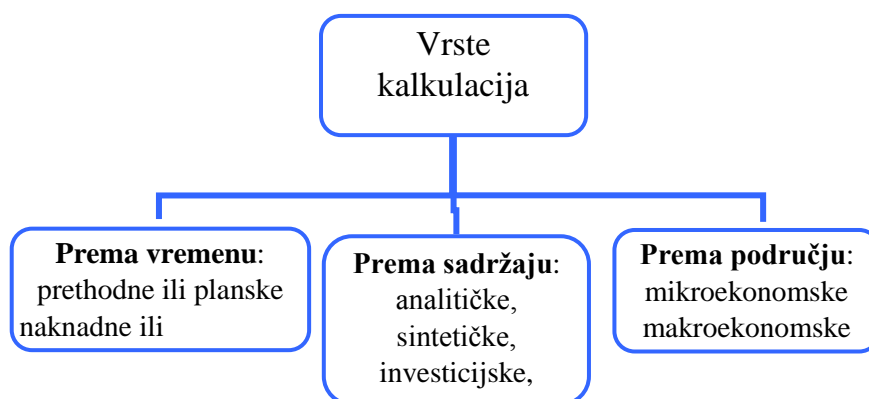 Vrste
kalkulacija
Prema vremenu:
prethodne ili planske
naknadne ili
Prema sadržaju:
analitičke,
sintetičke,
investicijske,
Prema području:
mikroekonomske
makroekonomske